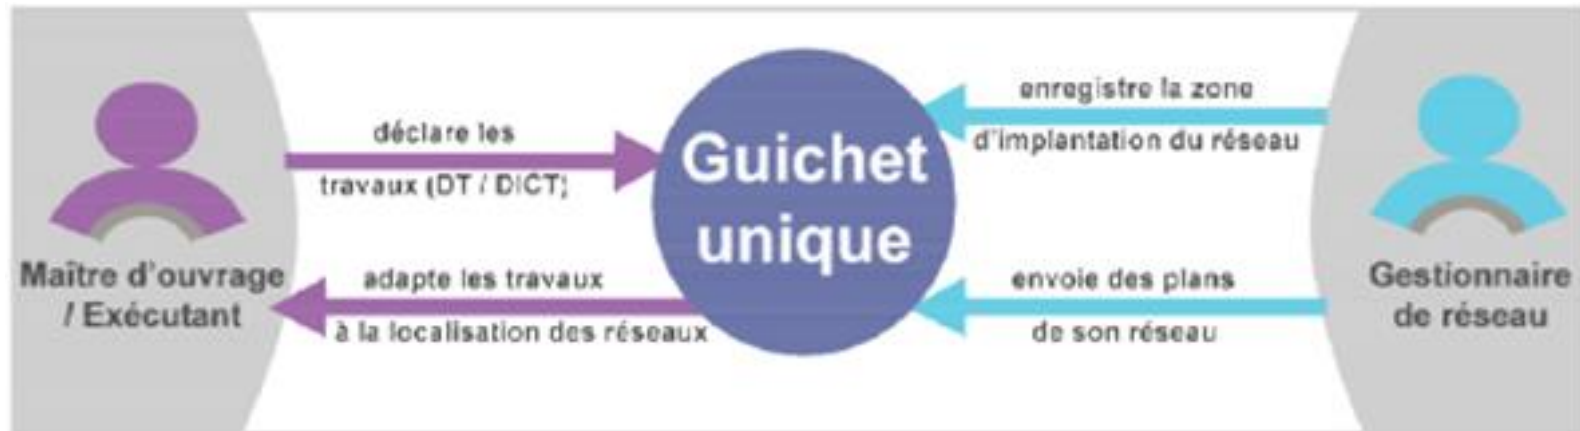 déclare les
travaux (DT / DICT)
Maître d'ouvrage
/ Exécutant
adapte les travaux
à la localisation des réseaux
Guichet
unique
enregistre la zone
d'implantation du réseau
envoie des plans
de son réseau
Gestionnaire
de réseau